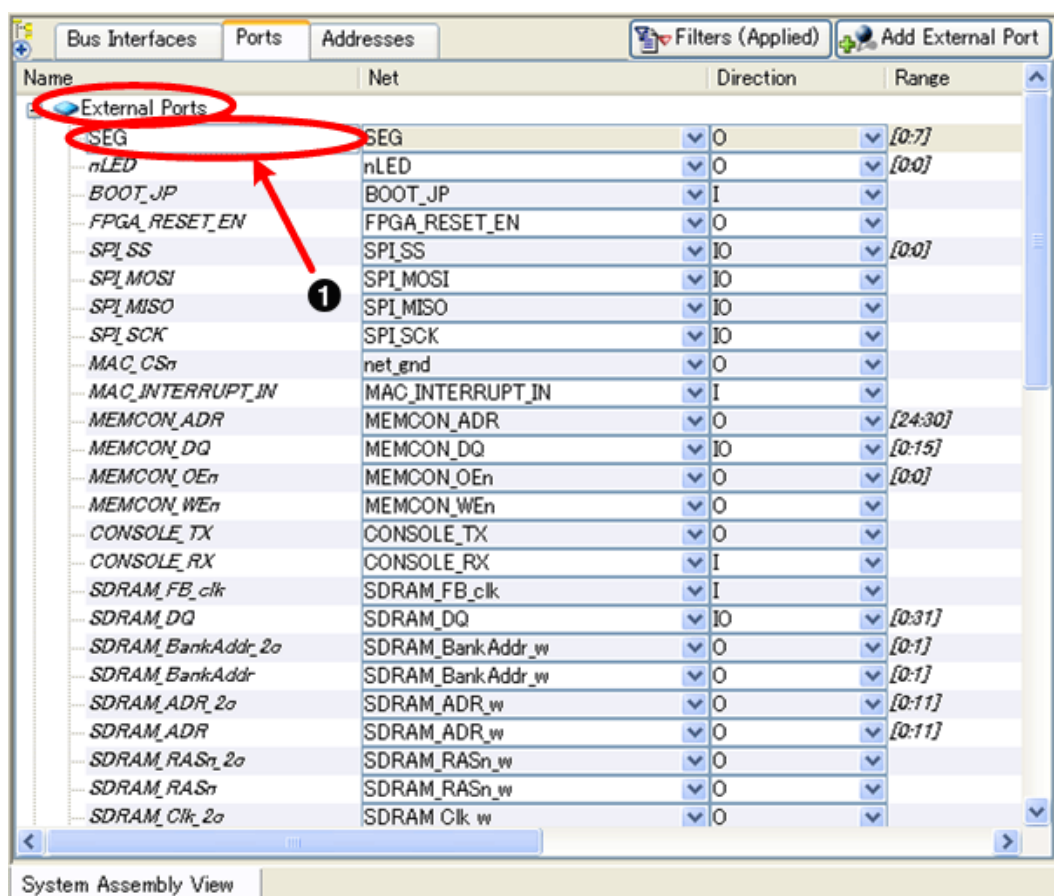 Bus Interfaces Ports Addresses Filters (Applied) Add External Port
Name Net Direction Range
External Ports
SEG SEG O [0:7]
nLED nLED O [0:0]
BOOT_JP BOOT_JP I
FPGA_RESET_EN FPGA_RESET_EN O
SPI_SS SPI_SS IO [0:0]
SPI_MOSI SPI_MOSI IO
SPI_MISO SPI_MISO IO
SPI_SCK SPI_SCK IO
MAC_CSn net_gnd O
MAC_INTERRUPT_IN MAC_INTERRUPT_IN I
MEMCON_ADR MEMCON_ADR O [24:30]
MEMCON_DQ MEMCON_DQ IO [0:15]
MEMCON_OEn MEMCON_OEn O [0:0]
MEMCON_WEn MEMCON_WEn O
CONSOLE_TX CONSOLE_TX O
CONSOLE_RX CONSOLE_RX I
SDRAM_FB_clk SDRAM_FB_clk I
SDRAM_DQ SDRAM_DQ IO [0:31]
SDRAM_BankAddr_2o SDRAM_BankAddr_w O [0:1]
SDRAM_BankAddr SDRAM_BankAddr_w O [0:1]
SDRAM_ADR_2o SDRAM_ADR_w O [0:11]
SDRAM_ADR SDRAM_ADR_w O [0:11]
SDRAM_RASn_2o SDRAM_RASn_w O
SDRAM_RASn SDRAM_RASn_w O
SDRAM_Clk_2o SDRAM_Clk_w O
❶
System Assembly View